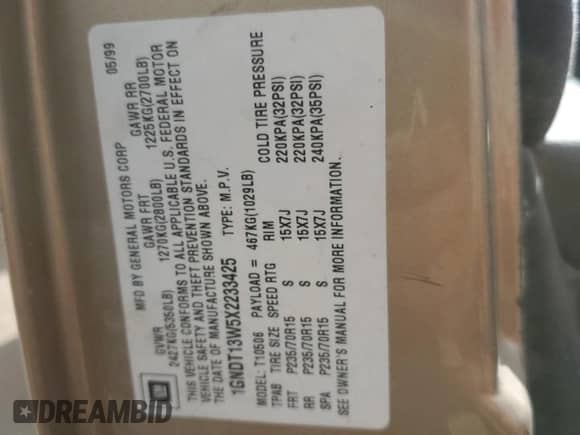 MFD BY GENERAL MOTORS CORP 05/99
GVWR GAWR FRT GAWR RR
2427KG(5350LB) 1270KG(2800LB) 1225KG(2700LB)
THIS VEHICLE CONFORMS TO ALL APPLICABLE U.S. FEDERAL MOTOR
VEHICLE SAFETY AND THEFT PREVENTION STANDARDS IN EFFECT ON
THE DATE OF MANUFACTURE SHOWN ABOVE.
1GNDT13W5X2233425 TYPE: M.P.V.
MODEL: T10506 PAYLOAD = 467KG(1029LB)
TPAB TIRE SIZE SPEED RTG RIM COLD TIRE PRESSURE
FRT P235/70R15 S 15X7J 220KPA(32PSI)
RR P235/70R15 S 15X7J 220KPA(32PSI)
SPA P235/70R15 S 15X7J 240KPA(35PSI)
SEE OWNER'S MANUAL FOR MORE INFORMATION.
GM
DREAMBID